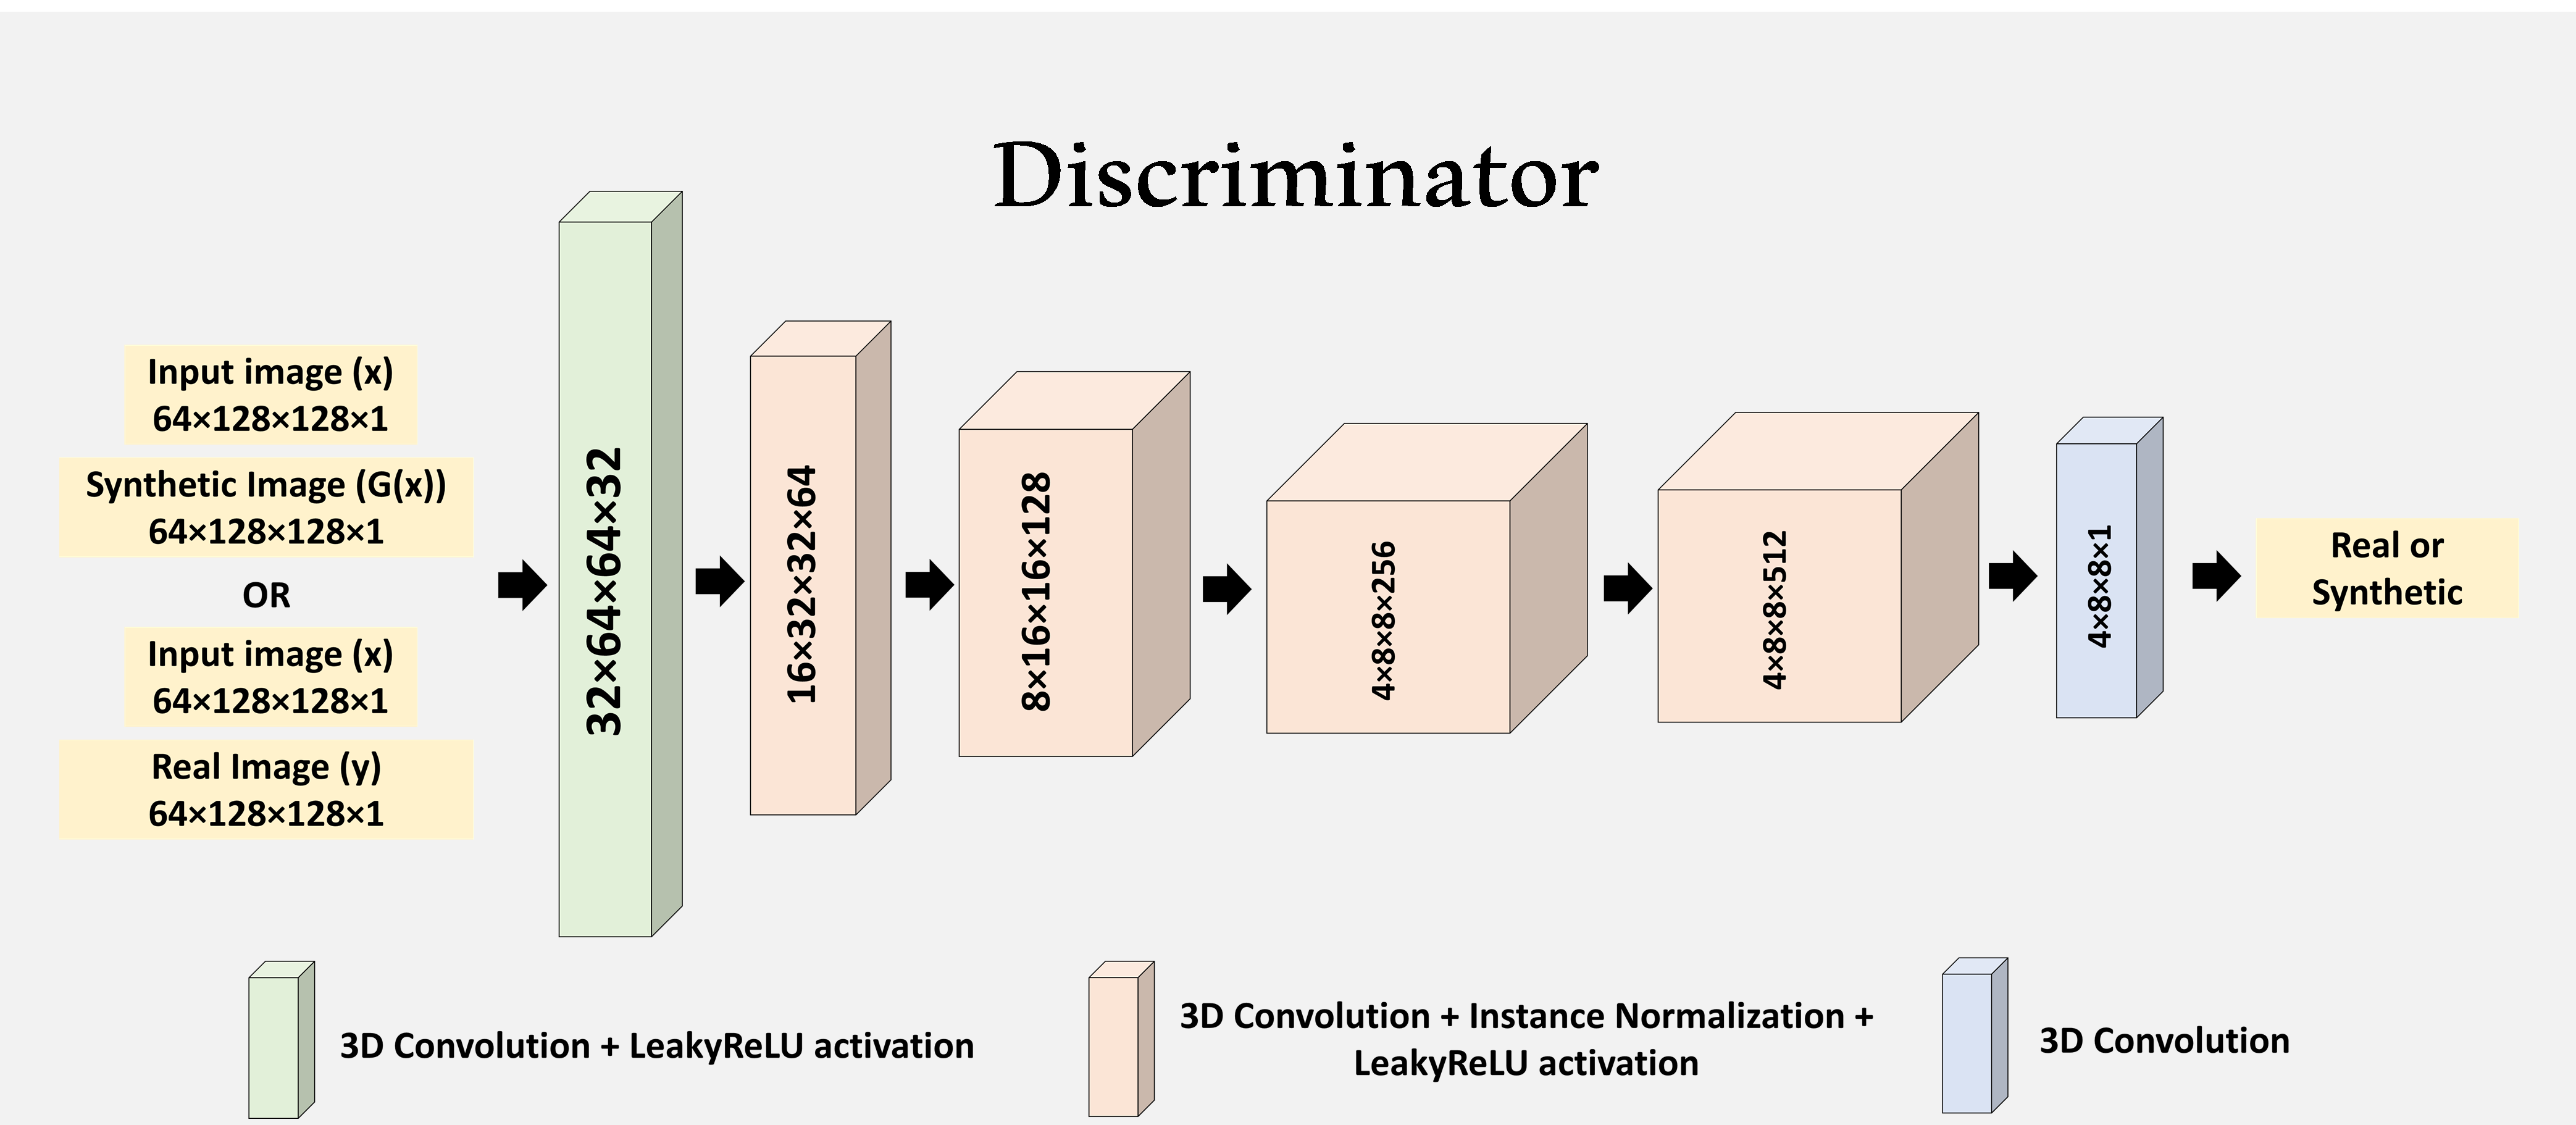 Discriminator
Input image (x)
64×128×128×1
Synthetic Image (G(x))
64×128×128×1
OR
Input image (x)
64×128×128×1
Real Image (y)
64×128×128×1
32×64×64×32
16×32×32×64
8×16×16×128
4×8×8×256
4×8×8×512
4×8×8×1
Real or
Synthetic
3D Convolution + LeakyReLU activation
3D Convolution + Instance Normalization +
LeakyReLU activation
3D Convolution